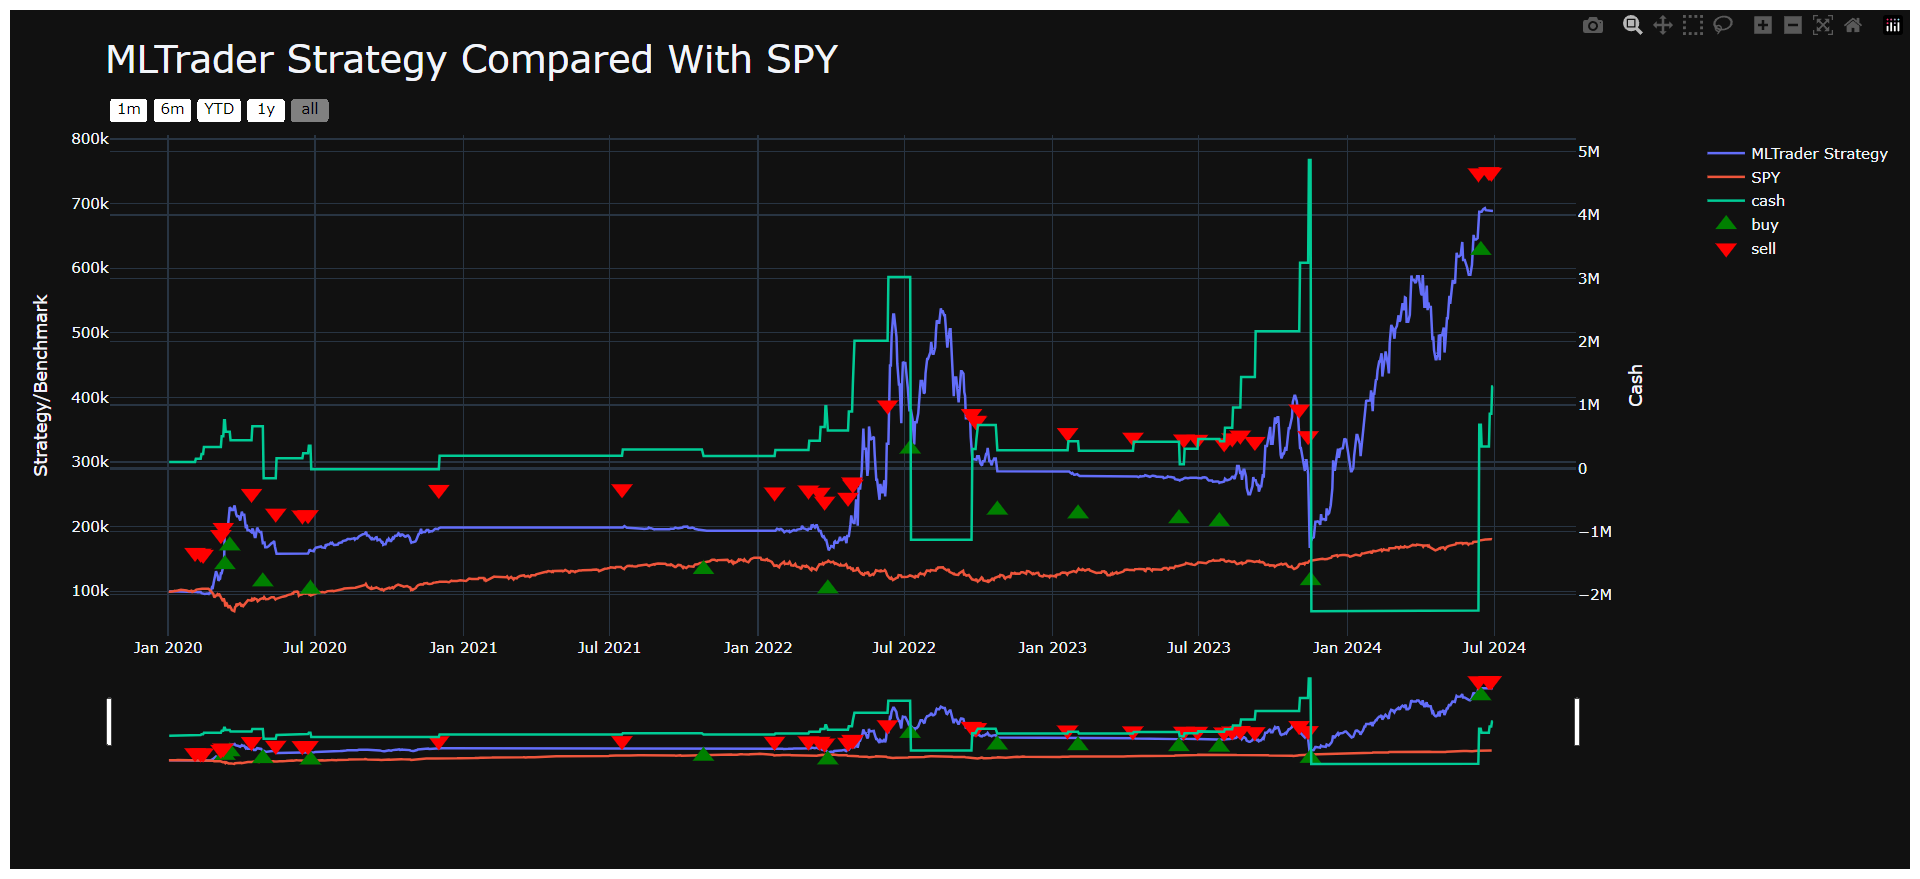 MLTrader Strategy Compared With SPY
1m 6m YTD 1y all
Strategy/Benchmark
800k
700k
600k
500k
400k
300k
200k
100k
5M
4M
3M
2M
1M
0
−1M
−2M
Cash
Jan 2020 Jul 2020 Jan 2021 Jul 2021 Jan 2022 Jul 2022 Jan 2023 Jul 2023 Jan 2024 Jul 2024
MLTrader Strategy
SPY
cash
buy
sell